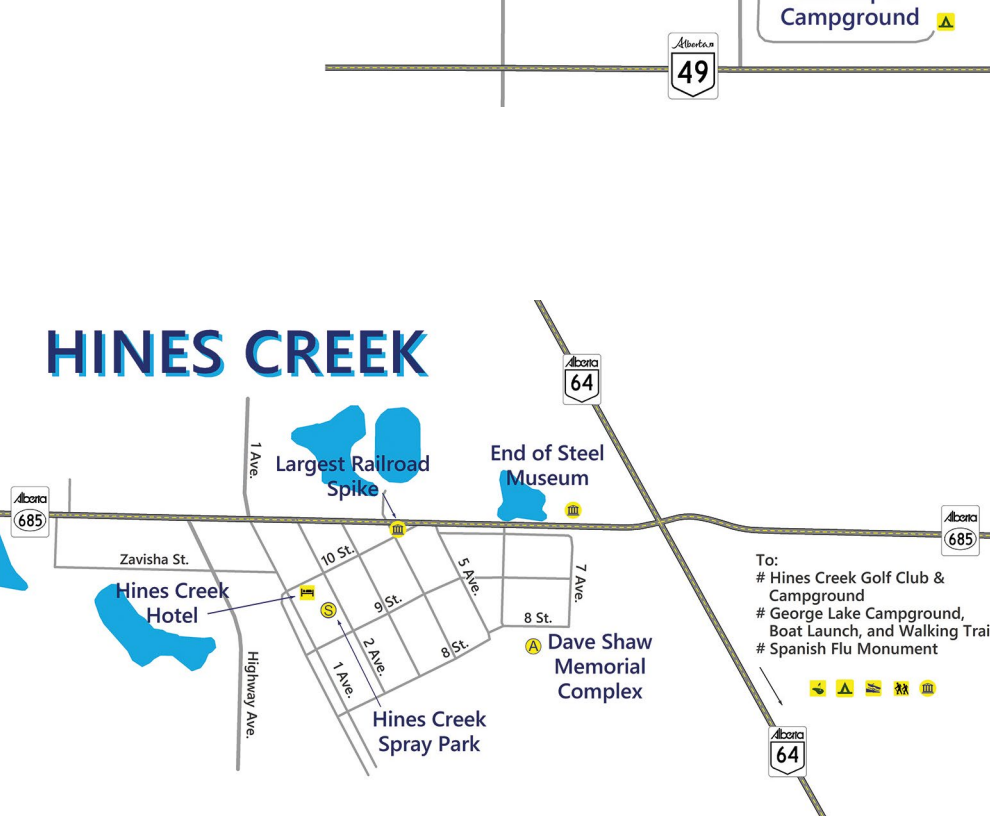 Campground
Alberta
49
HINES CREEK
Alberta
64
1 Ave.
Largest Railroad
Spike
End of Steel
Museum
Alberta
685
Alberta
685
Zavisha St.
10 St.
5 Ave.
7 Ave.
To:
# Hines Creek Golf Club &
Campground
# George Lake Campground,
Boat Launch, and Walking Trai
# Spanish Flu Monument
Hines Creek
Hotel
S
9 St.
8 St.
8 St.
A
Dave Shaw
Memorial
Complex
2 Ave.
1 Ave.
Highway Ave.
Hines Creek
Spray Park
Alberta
64